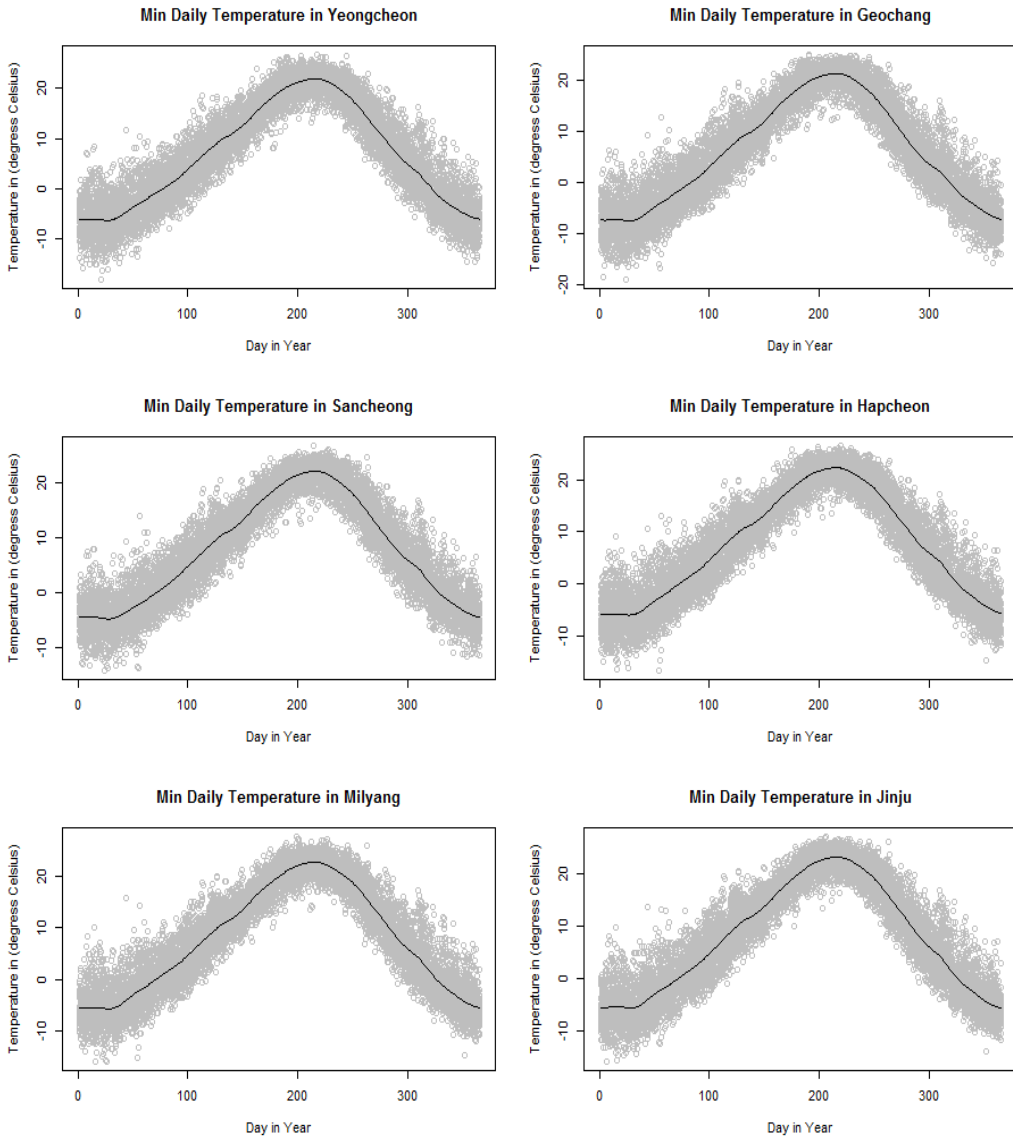 Min Daily Temperature in Yeongcheon
Temperature in (degress Celsius)
20
10
0
-10
0
100
200
300
Day in Year
Min Daily Temperature in Geochang
Temperature in (degress Celsius)
20
10
0
-10
-20
0
100
200
300
Day in Year
Min Daily Temperature in Sancheong
Temperature in (degress Celsius)
20
10
0
-10
0
100
200
300
Day in Year
Min Daily Temperature in Hapcheon
Temperature in (degress Celsius)
20
10
0
-10
0
100
200
300
Day in Year
Min Daily Temperature in Milyang
Temperature in (degress Celsius)
20
10
0
-10
0
100
200
300
Day in Year
Min Daily Temperature in Jinju
Temperature in (degress Celsius)
20
10
0
-10
0
100
200
300
Day in Year